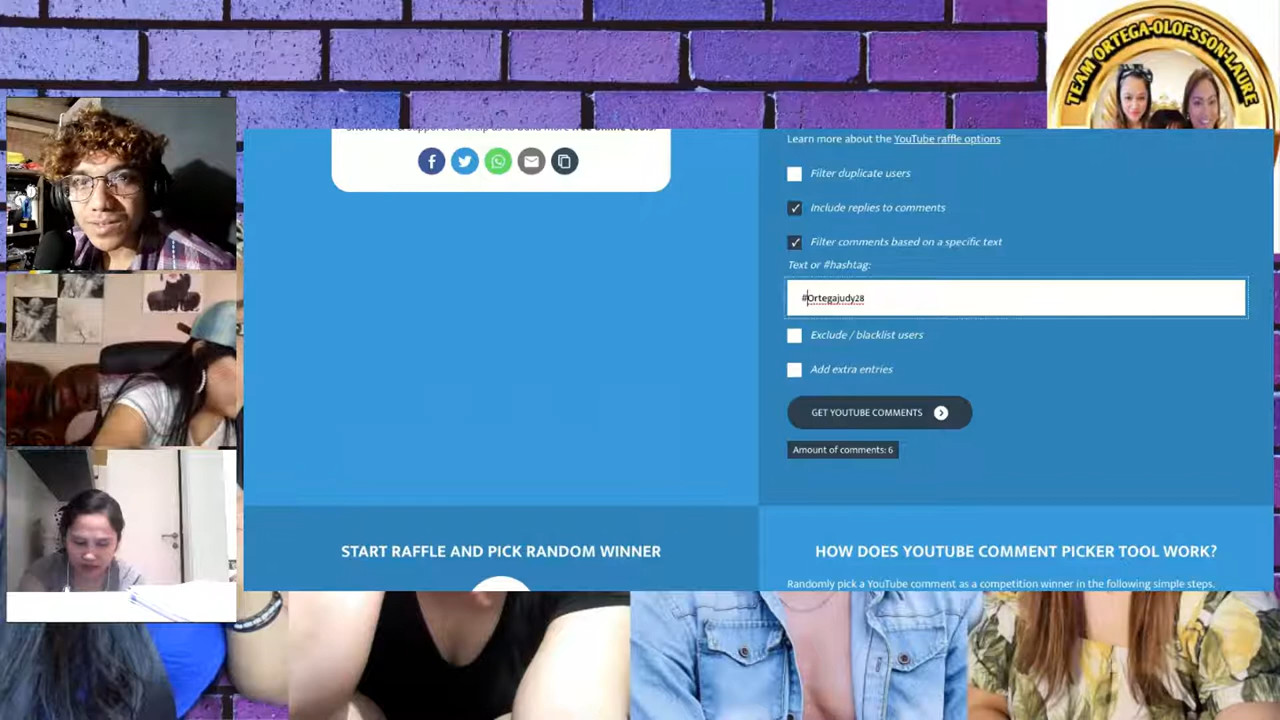 TEAM ORTEGA-OLOFSSON-LAURE
Learn more about the YouTube raffle options
Filter duplicate users
Include replies to comments
Filter comments based on a specific text
Text or #hashtag:
#Ortegajudy28
Exclude / blacklist users
Add extra entries
GET YOUTUBE COMMENTS
Amount of comments: 6
START RAFFLE AND PICK RANDOM WINNER
HOW DOES YOUTUBE COMMENT PICKER TOOL WORK?
Randomly pick a YouTube comment as a competition winner in the following simple steps.